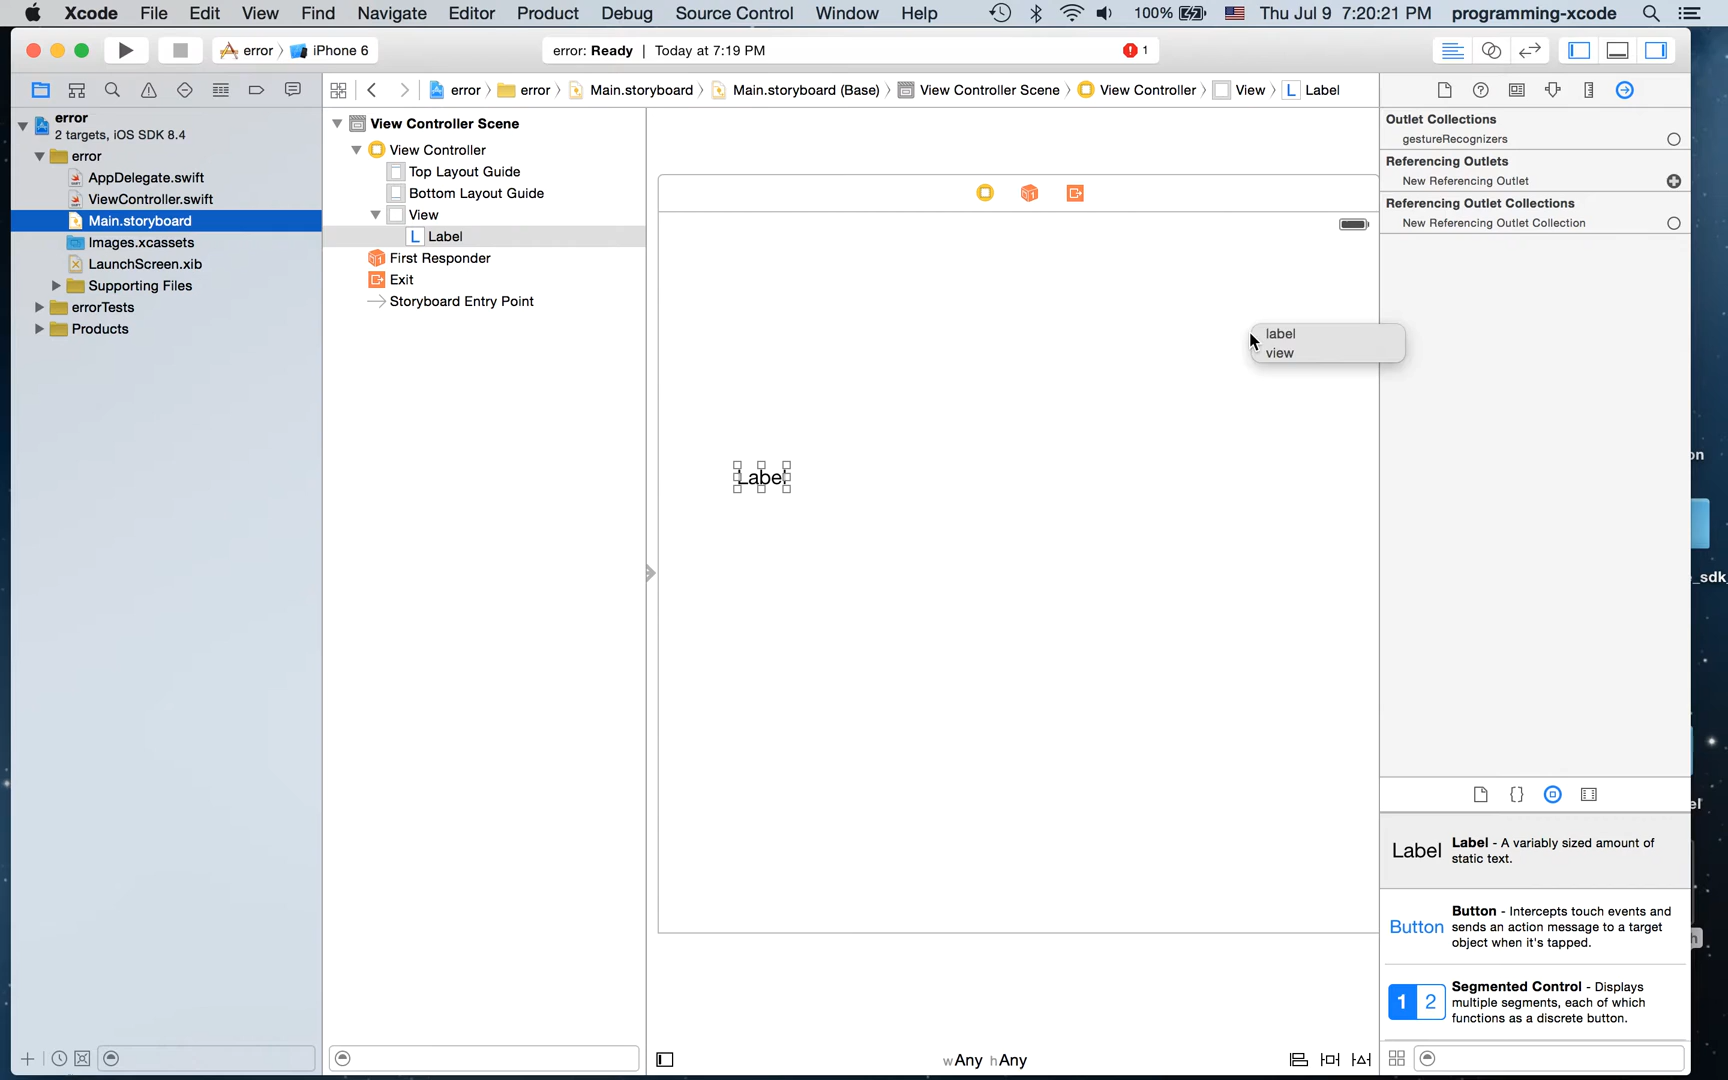 Xcode File Edit View Find Navigate Editor Product Debug Source Control Window Help 100% Thu Jul 9 7:20:21 PM programming-xcode
error iPhone 6 error: Ready | Today at 7:19 PM 1
error error Main.storyboard Main.storyboard (Base) View Controller Scene View Controller View L Label
error
2 targets, iOS SDK 8.4
error
AppDelegate.swift
ViewController.swift
Main.storyboard
Images.xcassets
LaunchScreen.xib
Supporting Files
errorTests
Products
View Controller Scene
View Controller
Top Layout Guide
Bottom Layout Guide
View
L Label
First Responder
Exit
Storyboard Entry Point
label
view
Label
Outlet Collections
gestureRecognizers
Referencing Outlets
New Referencing Outlet
Referencing Outlet Collections
New Referencing Outlet Collection
on
_sdk_
el
h
{}
Label Label - A variably sized amount of
static text.
Button Button - Intercepts touch events and
sends an action message to a target
object when it's tapped.
1 2 Segmented Control - Displays
multiple segments, each of which
functions as a discrete button.
wAny hAny